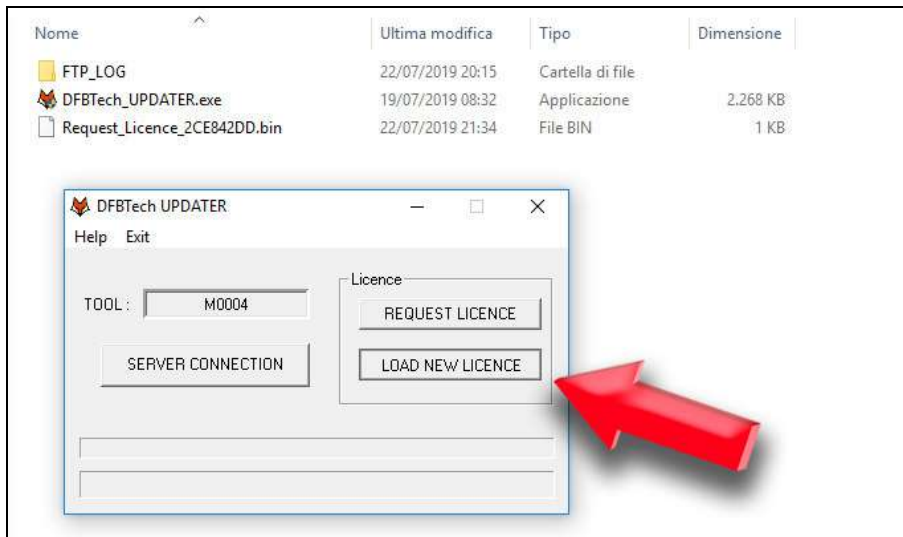 Nome Ultima modifica Tipo Dimensione
FTP_LOG 22/07/2019 20:15 Cartella di file
DFBTech_UPDATER.exe 19/07/2019 08:32 Applicazione 2.268 KB
Request_Licence_2CE842DD.bin 22/07/2019 21:34 File BIN 1 KB
DFBTech UPDATER
Help Exit
Licence
TOOL : M0004
REQUEST LICENCE
SERVER CONNECTION
LOAD NEW LICENCE